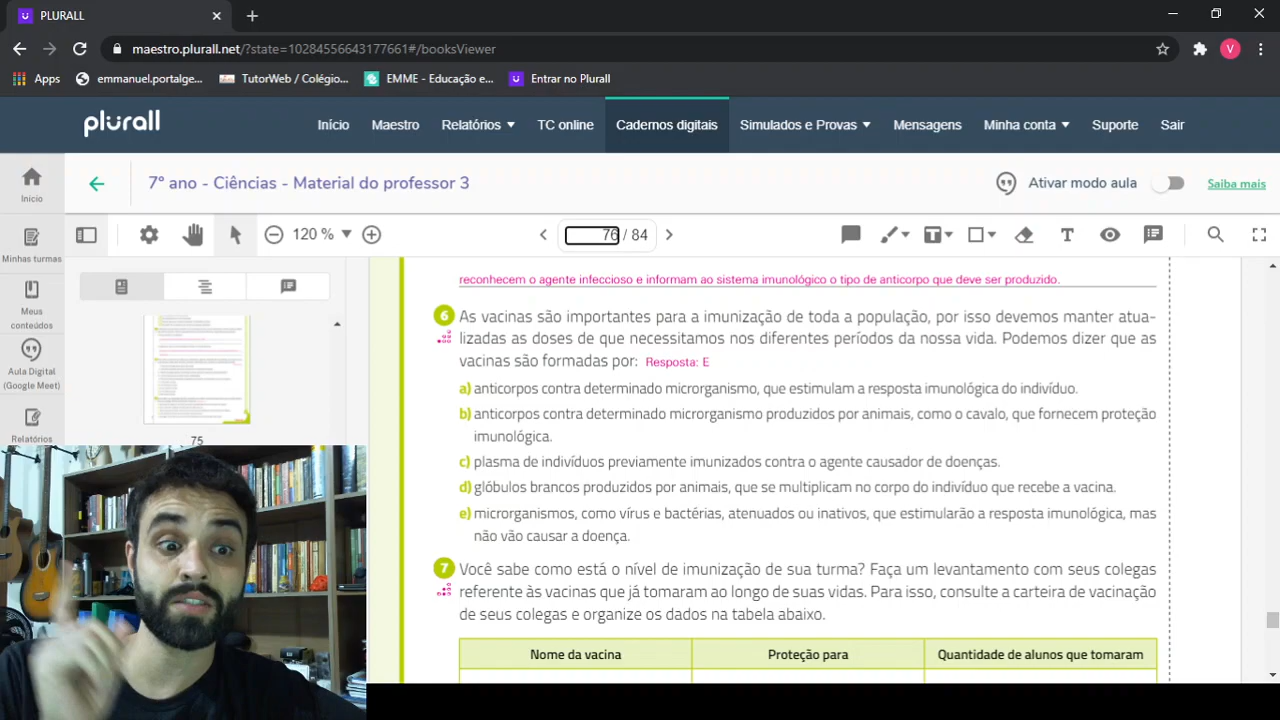 PLURALL
maestro.plurall.net/?state=10284556643177661#/booksViewer
V
Apps
emmanuel.portalge...
TutorWeb / Colégio...
EMME - Educação e...
Entrar no Plurall
plurall
Início
Maestro
Relatórios
TC online
Cadernos digitais
Simulados e Provas
Mensagens
Minha conta
Suporte
Sair
Início
7º ano - Ciências - Material do professor 3
Ativar modo aula
Saiba mais
Minhas turmas
120 %
76 / 84
Meus
conteúdos
Aula Digital
(Google Meet)
Relatórios
75
reconhecem o agente infeccioso e informam ao sistema imunológico o tipo de anticorpo que deve ser produzido.
6 As vacinas são importantes para a imunização de toda a população, por isso devemos manter atua-
lizadas as doses de que necessitamos nos diferentes períodos da nossa vida. Podemos dizer que as
vacinas são formadas por: Resposta: E
a) anticorpos contra determinado microrganismo, que estimulam a resposta imunológica do indivíduo.
b) anticorpos contra determinado microrganismo produzidos por animais, como o cavalo, que fornecem proteção
imunológica.
c) plasma de indivíduos previamente imunizados contra o agente causador de doenças.
d) glóbulos brancos produzidos por animais, que se multiplicam no corpo do indivíduo que recebe a vacina.
e) microrganismos, como vírus e bactérias, atenuados ou inativos, que estimularão a resposta imunológica, mas
não vão causar a doença.
7 Você sabe como está o nível de imunização de sua turma? Faça um levantamento com seus colegas
referente às vacinas que já tomaram ao longo de suas vidas. Para isso, consulte a carteira de vacinação
de seus colegas e organize os dados na tabela abaixo.
Nome da vacina
Proteção para
Quantidade de alunos que tomaram